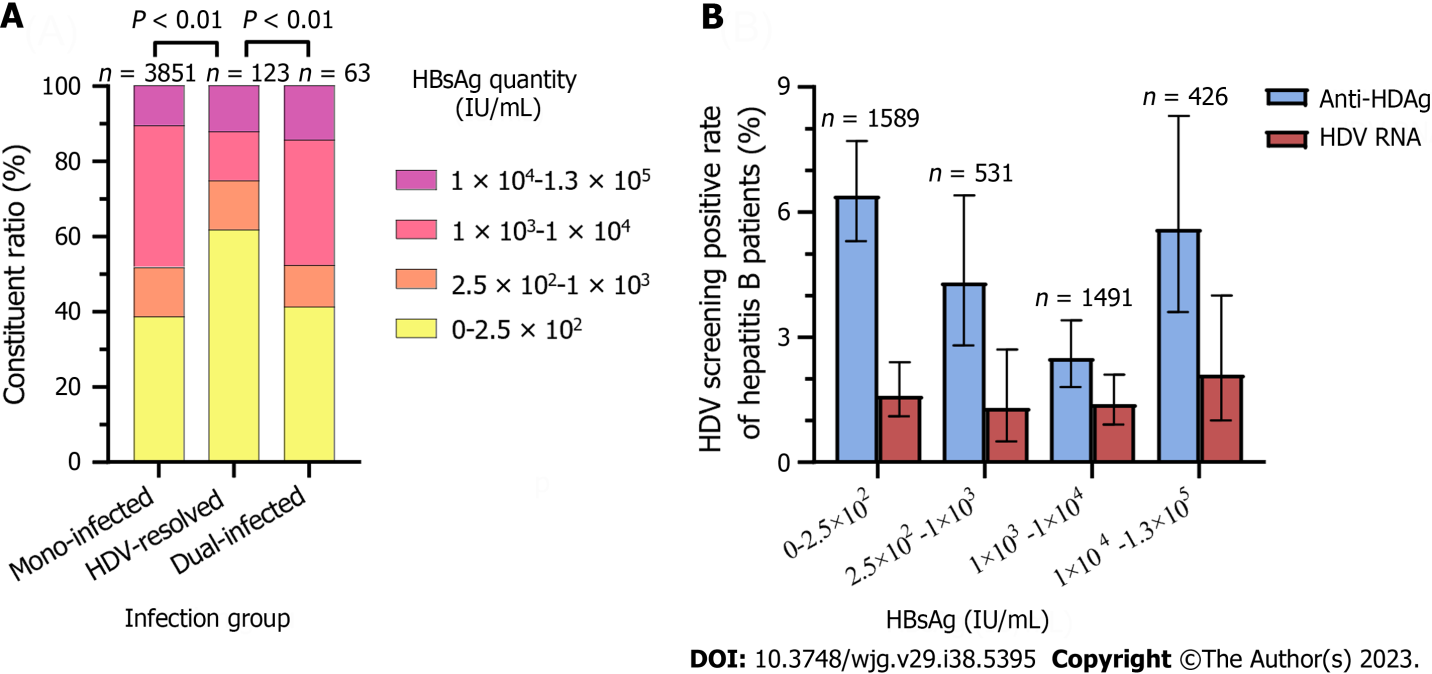 A
P < 0.01 P < 0.01
n = 3851 n = 123 n = 63
Constituent ratio (%)
100
80
60
40
20
0
Mono-infected
HDV-resolved
Dual-infected
Infection group
HBsAg quantity
(IU/mL)
1 × 10⁴-1.3 × 10⁵
1 × 10³-1 × 10⁴
2.5 × 10²-1 × 10³
0-2.5 × 10²
B
HDV screening positive rate
of hepatitis B patients (%)
9
6
3
0
n = 1589
n = 531
n = 1491
n = 426
Anti-HDAg
HDV RNA
0-2.5×10²
2.5×10²-1×10³
1×10³-1×10⁴
1×10⁴-1.3×10⁵
HBsAg (IU/mL)
DOI: 10.3748/wjg.v29.i38.5395 Copyright ©The Author(s) 2023.